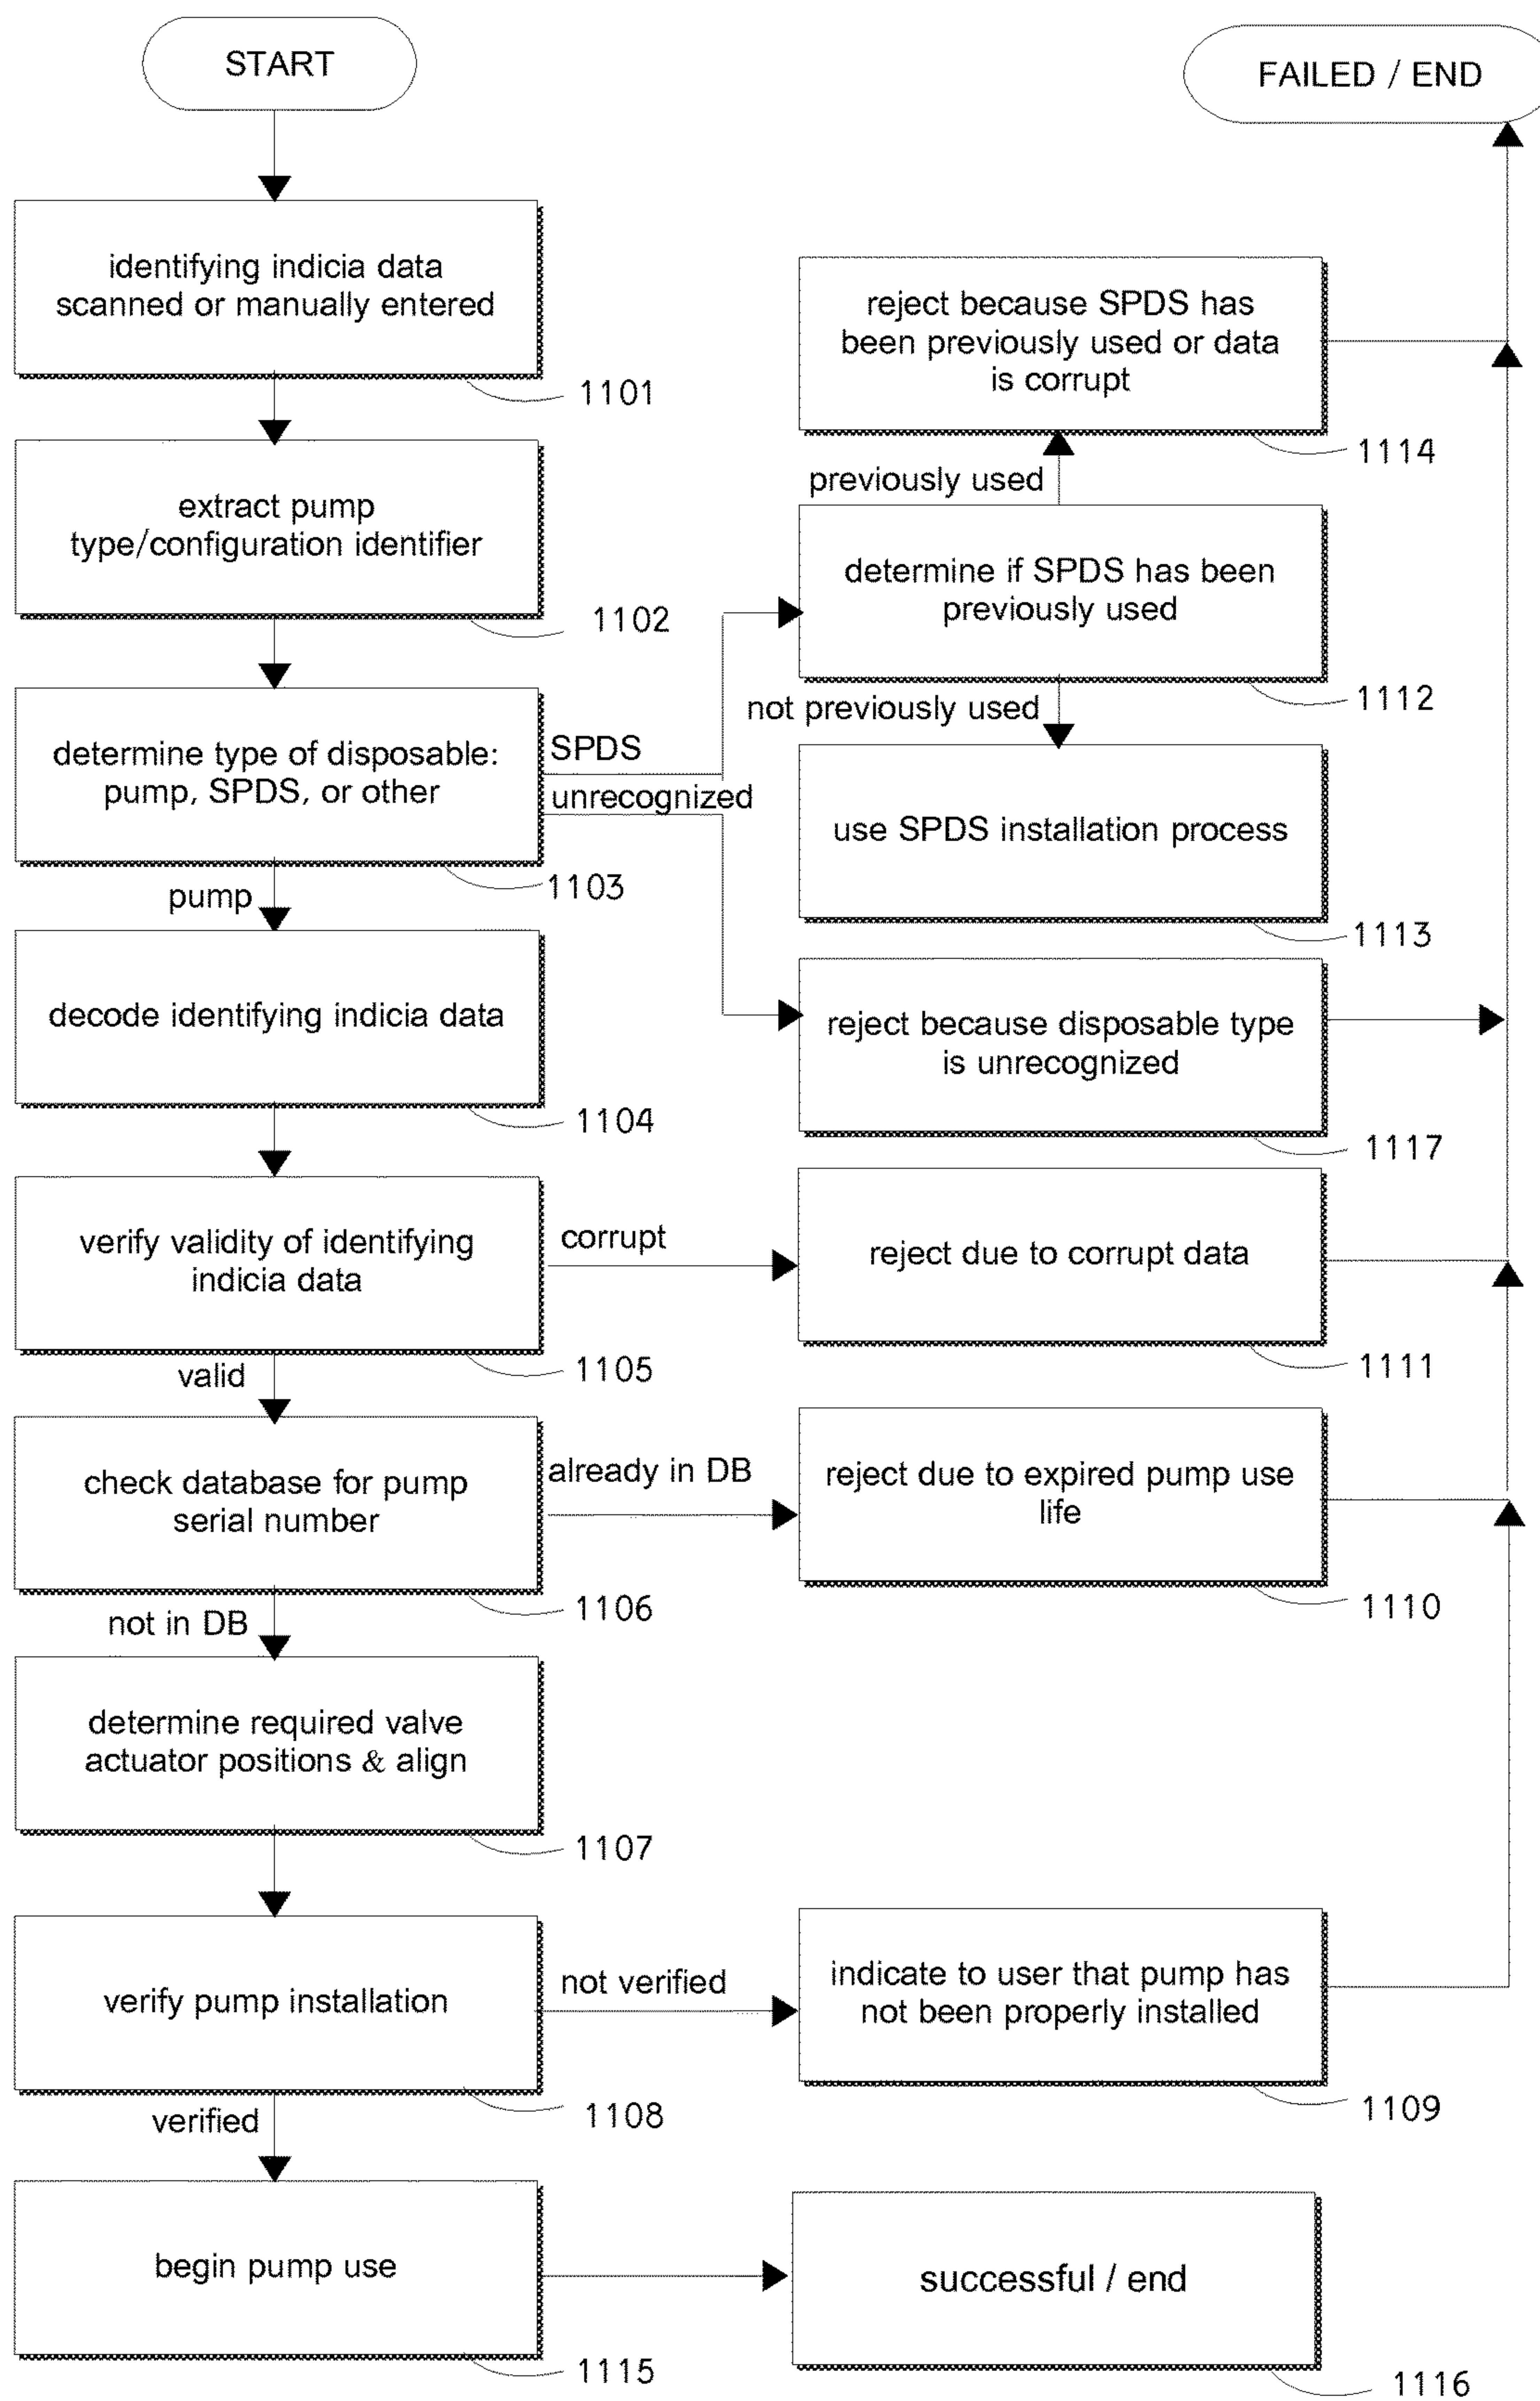 START
FAILED / END
identifying indicia data
scanned or manually entered
1101
reject because SPDS has
been previously used or data
is corrupt
1114
extract pump
type/configuration identifier
1102
previously used
determine if SPDS has been
previously used
1112
not previously used
determine type of disposable:
pump, SPDS, or other
1103
SPDS
unrecognized
pump
use SPDS installation process
1113
decode identifying indicia data
1104
reject because disposable type
is unrecognized
1117
verify validity of identifying
indicia data
1105
corrupt
valid
reject due to corrupt data
1111
check database for pump
serial number
1106
already in DB
not in DB
reject due to expired pump use
life
1110
determine required valve
actuator positions & align
1107
verify pump installation
1108
not verified
verified
indicate to user that pump has
not been properly installed
1109
begin pump use
1115
successful / end
1116